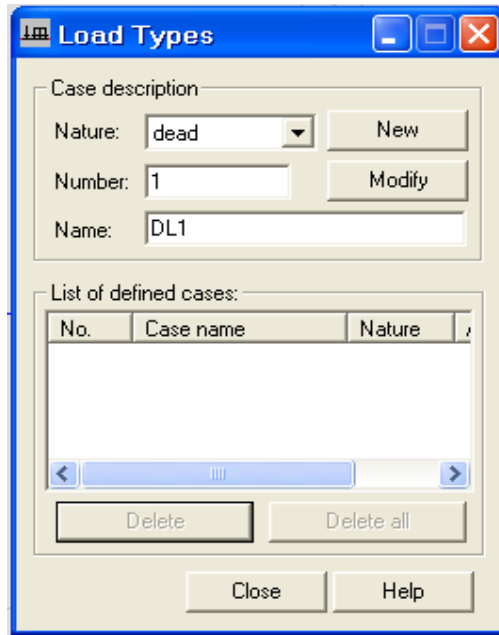 Load Types
Case description
Nature: dead New
Number: 1 Modify
Name: DL1
List of defined cases:
No. Case name Nature
Delete Delete all
Close Help